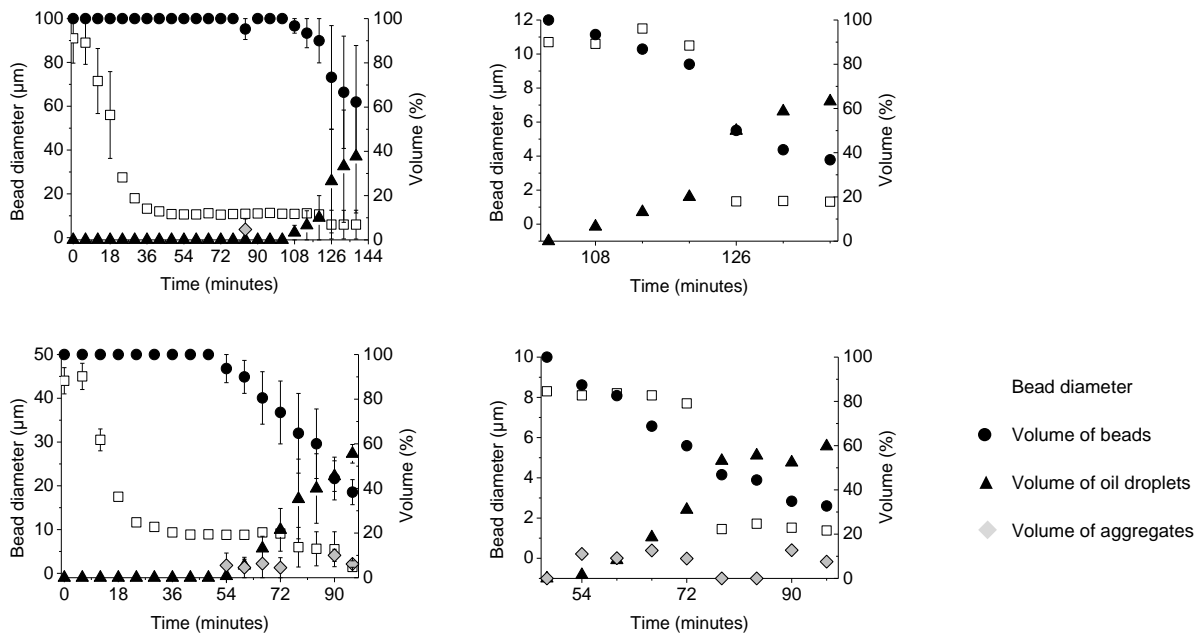 100
80
60
40
20
0
Bead diameter (µm)
100
80
60
40
20
0
Volume (%)
0 18 36 54 72 90 108 126 144
Time (minutes)
12
10
8
6
4
2
0
Bead diameter (µm)
100
80
60
40
20
0
Volume (%)
108 126
Time (minutes)
50
40
30
20
10
0
Bead diameter (µm)
100
80
60
40
20
0
Volume (%)
0 18 36 54 72 90
Time (minutes)
10
8
6
4
2
0
Bead diameter (µm)
100
80
60
40
20
0
Volume (%)
54 72 90
Time (minutes)
Bead diameter
Volume of beads
Volume of oil droplets
Volume of aggregates